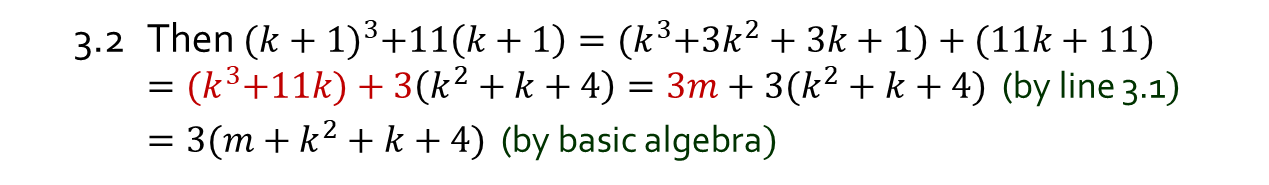 3.2 Then (k + 1)³+11(k + 1) = (k³+3k² + 3k + 1) + (11k + 11)
= (k³+11k) + 3(k² + k + 4) = 3m + 3(k² + k + 4) (by line 3.1)
= 3(m + k² + k + 4) (by basic algebra)